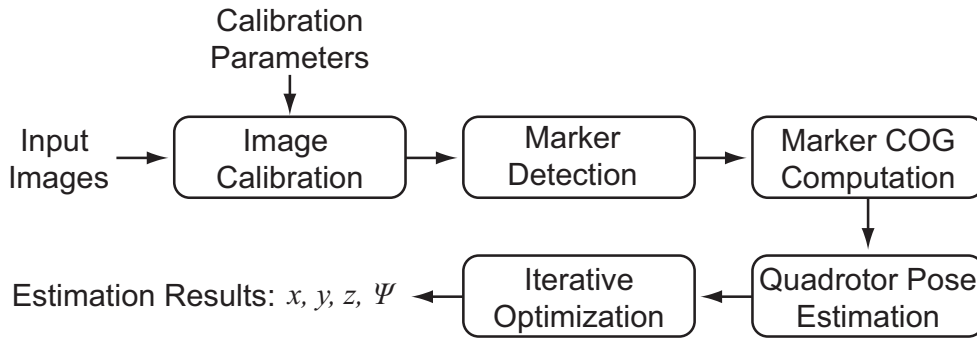 Calibration
Parameters
Input
Images
Image
Calibration
Marker
Detection
Marker COG
Computation
Quadrotor Pose
Estimation
Iterative
Optimization
Estimation Results: x, y, z, Ψ